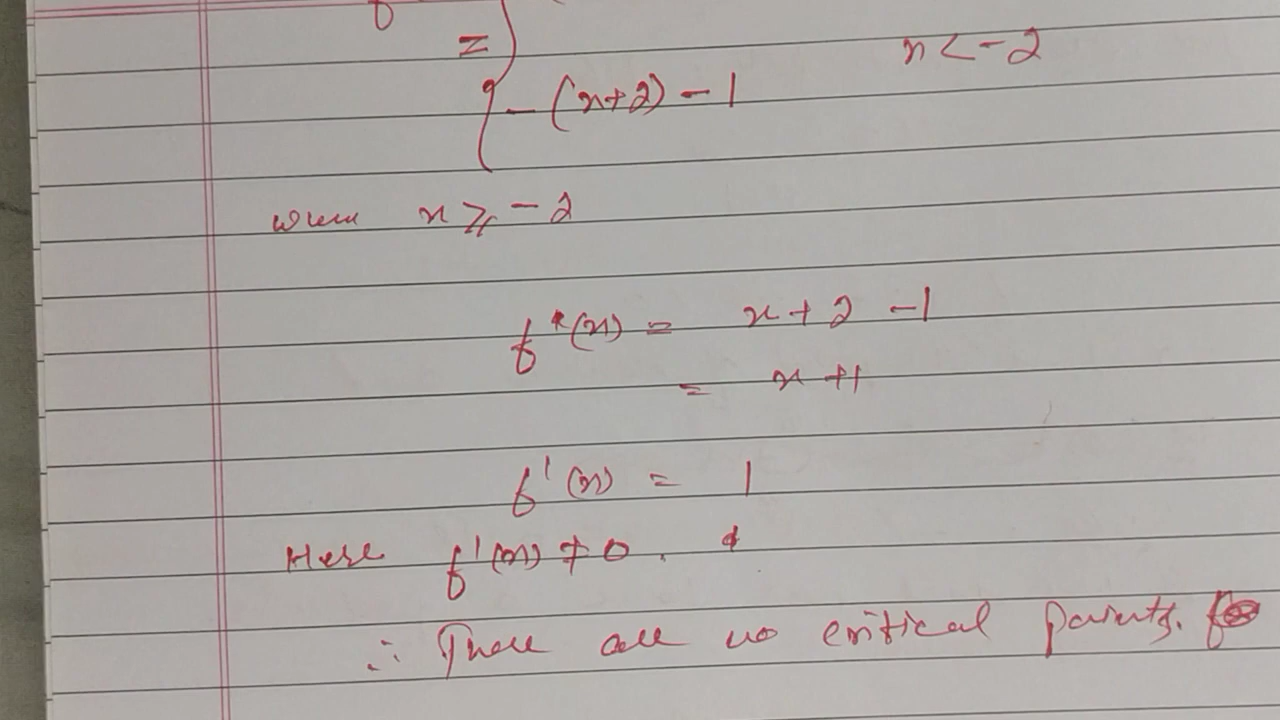 = x < -2
-(x+2) - 1
when x ≥ -2
f(x) = x + 2 - 1
= x + 1
f'(x) = 1
Here f'(x) ≠ 0.
∴ There are no critical points.